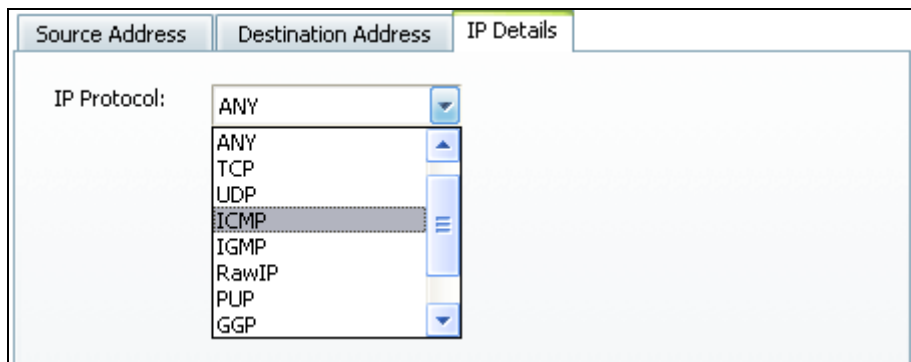 Source Address Destination Address IP Details
IP Protocol: ANY
ANY
TCP
UDP
ICMP
IGMP
RawIP
PUP
GGP